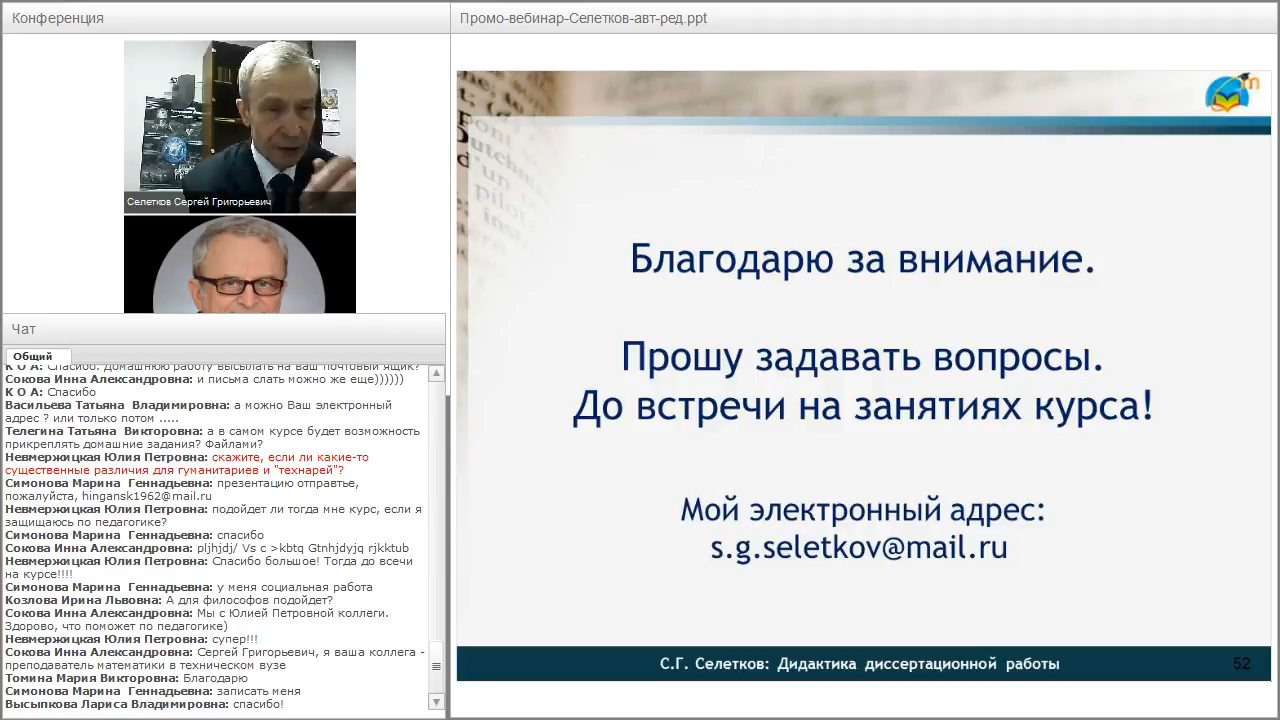 Конференция
Селетков Сергей Григорьевич
Чат
Общий
К О А: Спасибо. домашнюю работу высылать на ваш почтовый ящик?
Сокова Инна Александровна: и письма слать можно же еще))))))
К О А: Спасибо
Васильева Татьяна Владимировна: а можно Ваш электронный
адрес ? или только потом.....
Телегина Татьяна Викторовна: а в самом курсе будет возможность
прикреплять домашние задания? Файлами?
Невмержицкая Юлия Петровна: скажите, если ли какие-то
существенные различия для гуманитариев и "технарей"?
Симонова Марина Геннадьевна: презентацию отправтье,
пожалуйста, hingansk1962@mail.ru
Невмержицкая Юлия Петровна: подойдет ли тогда мне курс, если я
защищаюсь по педагогике?
Симонова Марина Геннадьевна: спасибо
Сокова Инна Александровна: pljhjdj/ Vs c >kbtq Gtnhjdyjq rjkktub
Невмержицкая Юлия Петровна: Спасибо большое! Тогда до всечи
на курсе!!!!
Симонова Марина Геннадьевна: у меня социальная работа
Козлова Ирина Львовна: А для философов подойдет?
Сокова Инна Александровна: Мы с Юлией Петровной коллеги.
Здорово, что поможет по педагогике)
Невмержицкая Юлия Петровна: супер!!!
Сокова Инна Александровна: Сергей Григорьевич, я ваша коллега -
преподаватель математики в техническом вузе
Томина Мария Викторовна: Благодарю
Симонова Марина Геннадьевна: записать меня
Высыпкова Лариса Владимировна: спасибо!
Промо-вебинар-Селетков-авт-ред.ppt
Благодарю за внимание.
Прошу задавать вопросы.
До встречи на занятиях курса!
Мой электронный адрес:
s.g.seletkov@mail.ru
С.Г. Селетков: Дидактика диссертационной работы
52